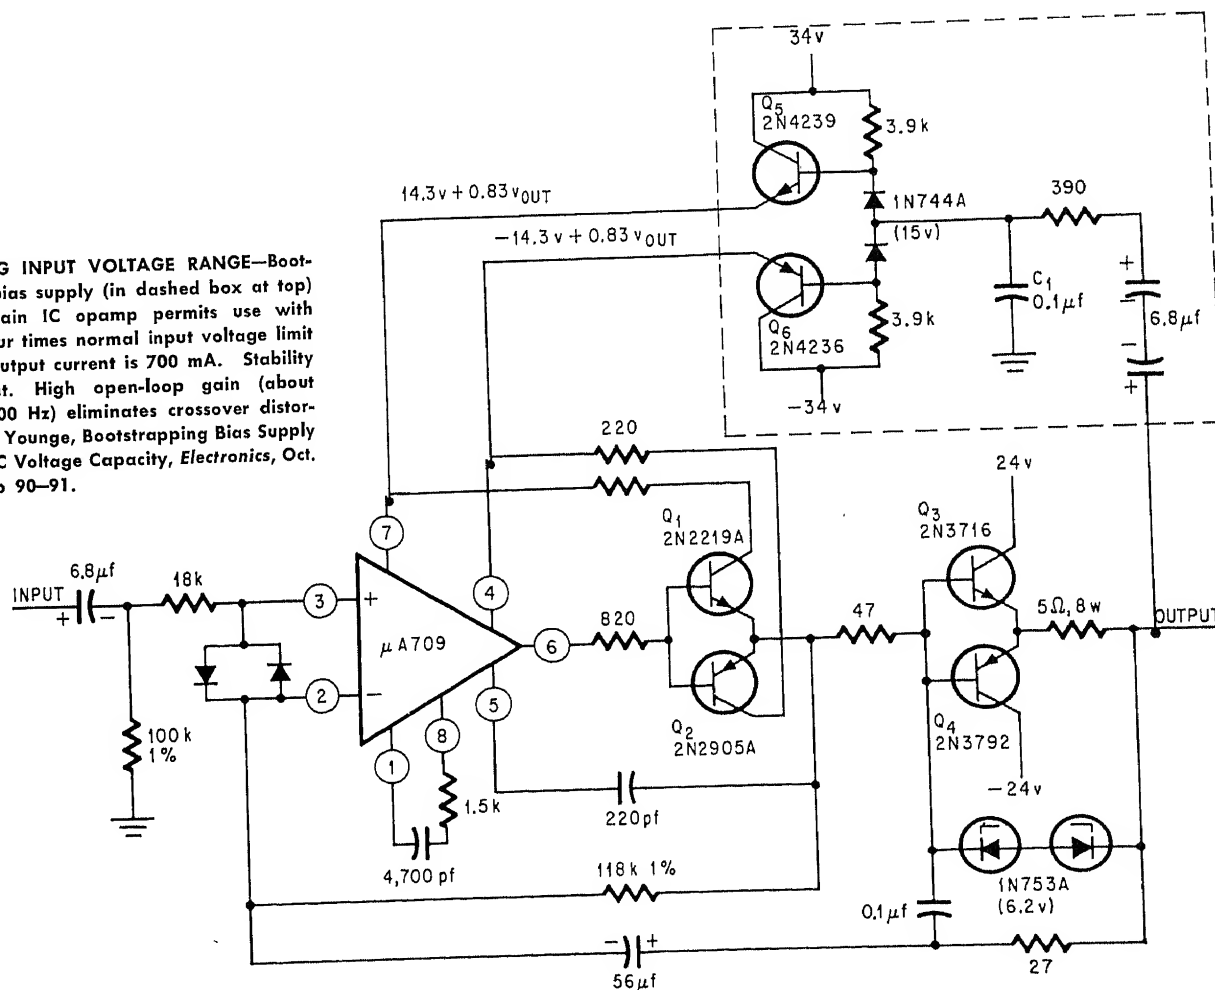 G INPUT VOLTAGE RANGE—Boot-
bias supply (in dashed box at top)
ain IC opamp permits use with
ur times normal input voltage limit
utput current is 700 mA. Stability
t. High open-loop gain (about
00 Hz) eliminates crossover distor-
Younge, Bootstrapping Bias Supply
C Voltage Capacity, Electronics, Oct.
p 90–91.
34v
Q5
2N4239
3.9k
14.3v + 0.83 vOUT
1N744A
(15v)
390
−14.3v + 0.83 vOUT
C1
0.1μf
+
−
6.8μf
−
+
Q6
2N4236
3.9k
−34v
220
24v
Q1
2N2219A
Q3
2N3716
7
4
INPUT
6.8μf
+
−
18k
3
+
μA709
6
820
47
5Ω, 8w
OUTPUT
2
−
5
8
1
100k
1%
Q2
2N2905A
Q4
2N3792
−24v
1.5k
4,700 pf
220pf
118k 1%
1N753A
(6.2v)
0.1μf
−
+
56μf
27